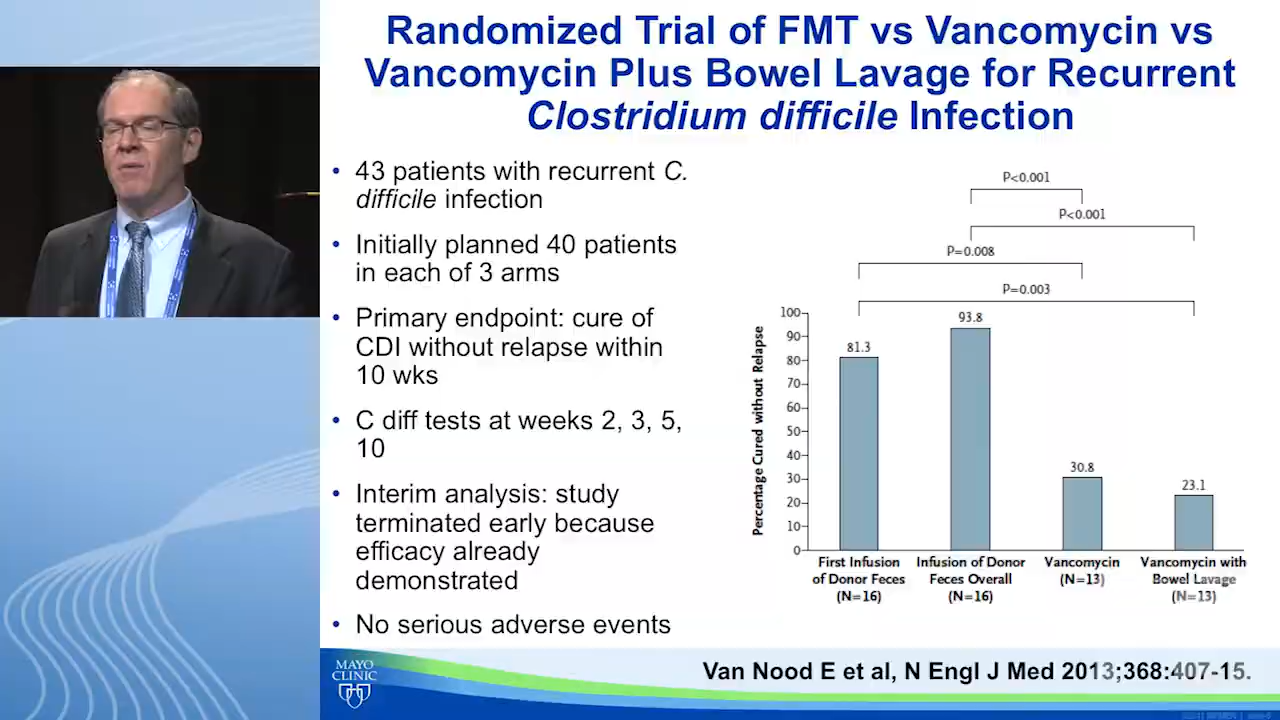 Randomized Trial of FMT vs Vancomycin vs
Vancomycin Plus Bowel Lavage for Recurrent
Clostridium difficile Infection
• 43 patients with recurrent C.
difficile infection
• Initially planned 40 patients
in each of 3 arms
• Primary endpoint: cure of
CDI without relapse within
10 wks
• C diff tests at weeks 2, 3, 5,
10
• Interim analysis: study
terminated early because
efficacy already
demonstrated
• No serious adverse events
P<0.001
P<0.001
P=0.008
P=0.003
Percentage Cured without Relapse
100
90
80
70
60
50
40
30
20
10
0
81.3
93.8
30.8
23.1
First Infusion
of Donor Feces
(N=16)
Infusion of Donor
Feces Overall
(N=16)
Vancomycin
(N=13)
Vancomycin with
Bowel Lavage
(N=13)
MAYO
CLINIC
Van Nood E et al, N Engl J Med 2013;368:407-15.